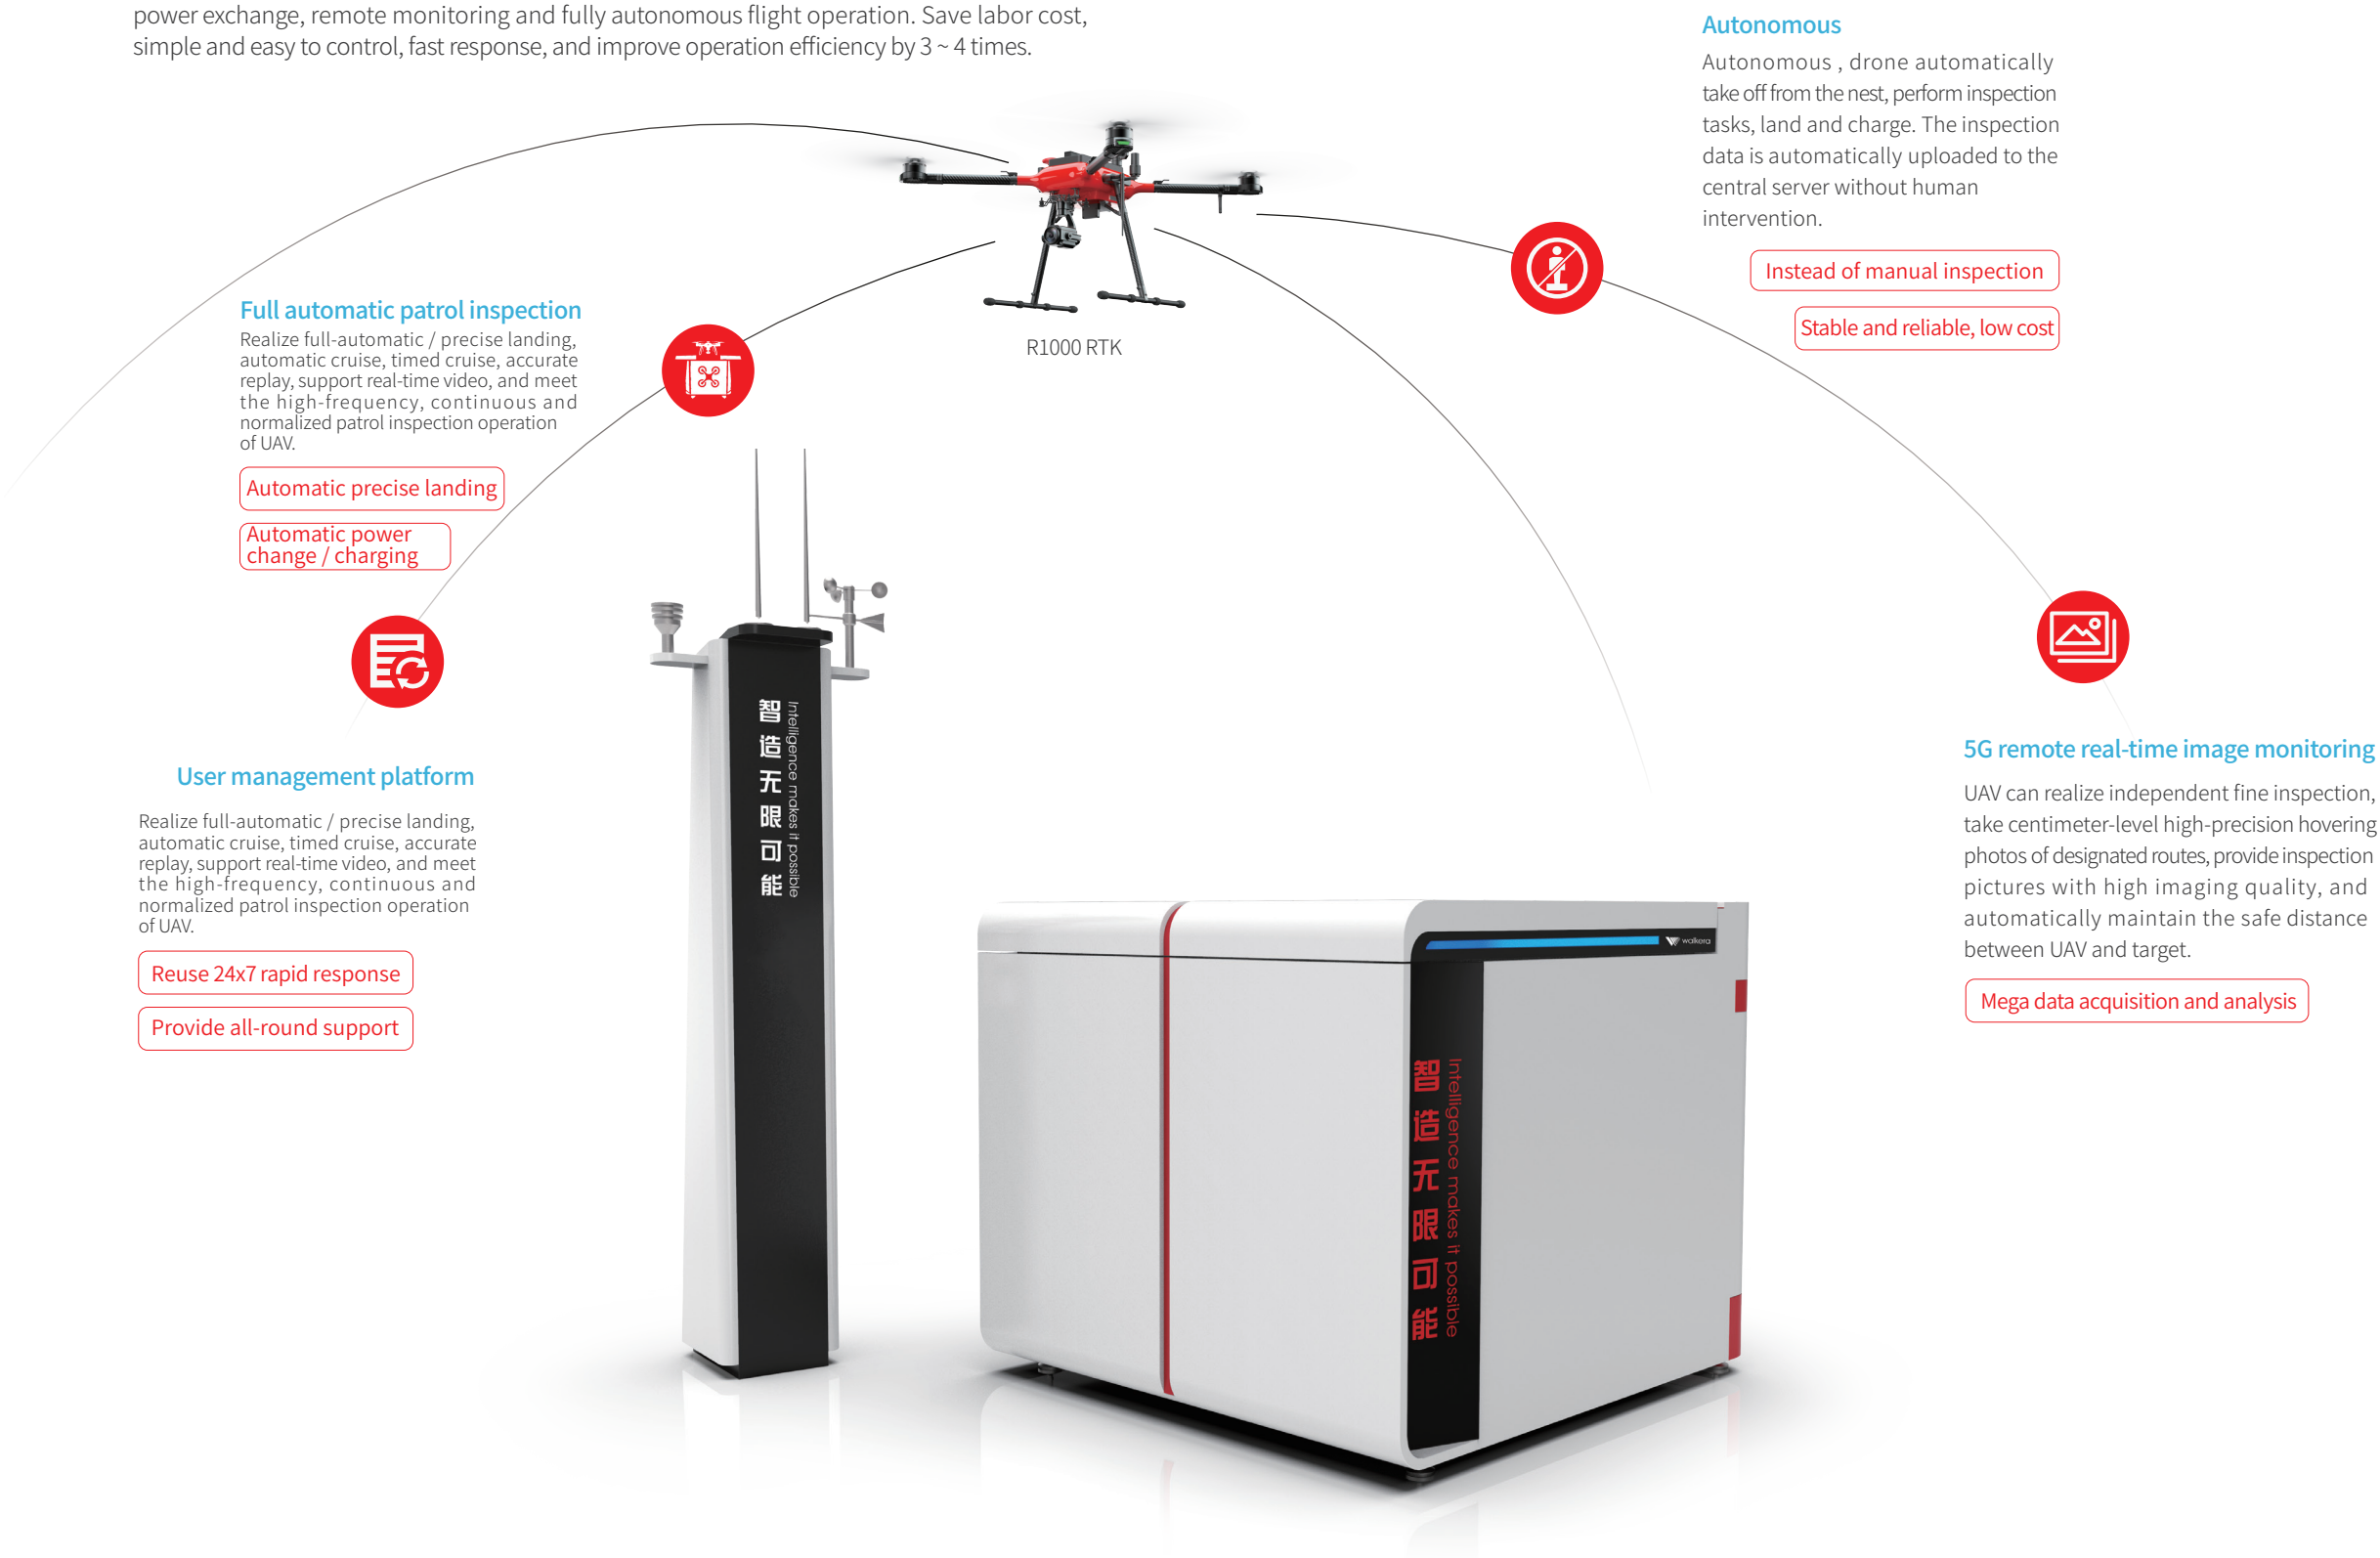 power exchange, remote monitoring and fully autonomous flight operation. Save labor cost,
simple and easy to control, fast response, and improve operation efficiency by 3 ~ 4 times.
Autonomous
Autonomous , drone automatically
take off from the nest, perform inspection
tasks, land and charge. The inspection
data is automatically uploaded to the
central server without human
intervention.
Instead of manual inspection
Stable and reliable, low cost
R1000 RTK
Full automatic patrol inspection
Realize full-automatic / precise landing,
automatic cruise, timed cruise, accurate
replay, support real-time video, and meet
the high-frequency, continuous and
normalized patrol inspection operation
of UAV.
Automatic precise landing
Automatic power
change / charging
User management platform
Realize full-automatic / precise landing,
automatic cruise, timed cruise, accurate
replay, support real-time video, and meet
the high-frequency, continuous and
normalized patrol inspection operation
of UAV.
Reuse 24x7 rapid response
Provide all-round support
智造无限可能
Intelligence makes it possible
walkera
智造无限可能
Intelligence makes it possible
5G remote real-time image monitoring
UAV can realize independent fine inspection,
take centimeter-level high-precision hovering
photos of designated routes, provide inspection
pictures with high imaging quality, and
automatically maintain the safe distance
between UAV and target.
Mega data acquisition and analysis